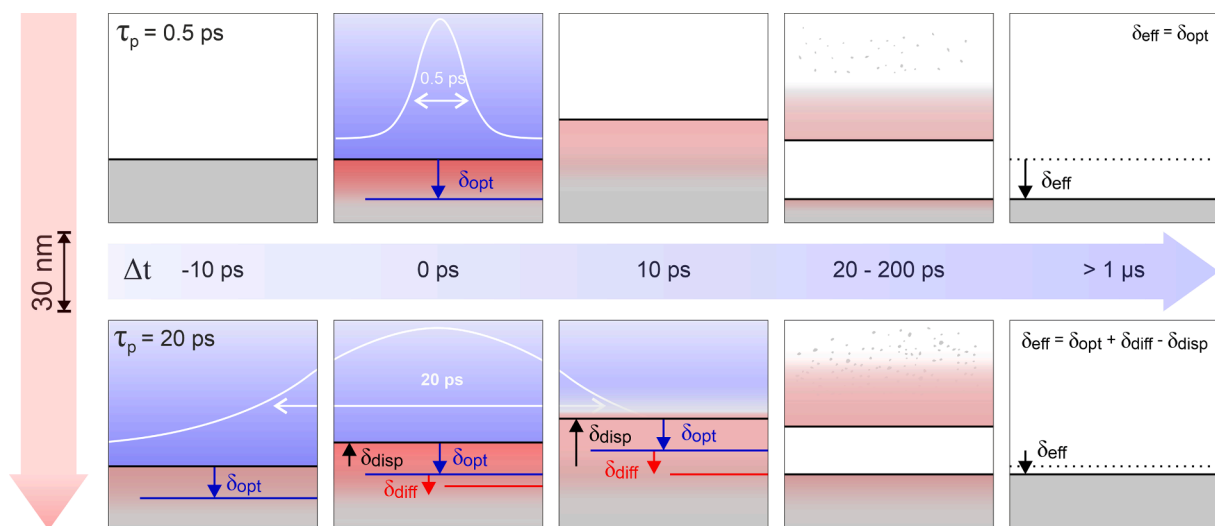 τp = 0.5 ps
0.5 ps
δopt
δeff = δopt
δeff
30 nm
Δt -10 ps 0 ps 10 ps 20 - 200 ps > 1 µs
τp = 20 ps
δopt
20 ps
δdisp
δopt
δdiff
δdisp
δopt
δdiff
δeff = δopt + δdiff - δdisp
δeff